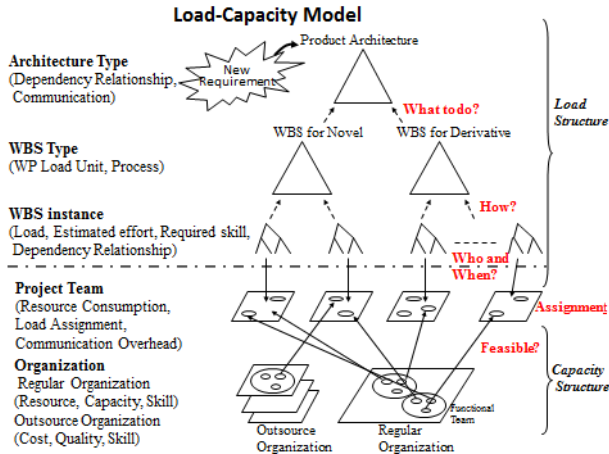 Load-Capacity Model
Product Architecture
New
Requirement
Architecture Type
(Dependency Relationship,
Communication)
What todo?
Load
Structure
WBS for Novel
WBS for Derivative
WBS Type
(WP Load Unit, Process)
How?
WBS instance
(Load, Estimated effort, Required skill,
Dependency Relationship)
Who and
When?
Project Team
(Resource Consumption,
Load Assignment,
Communication Overhead)
Assignment
Feasible?
Organization
Regular Organization
(Resource, Capacity, Skill)
Outsource Organization
(Cost, Quality, Skill)
Capacity
Structure
Functional
Team
Outsource
Organization
Regular
Organization